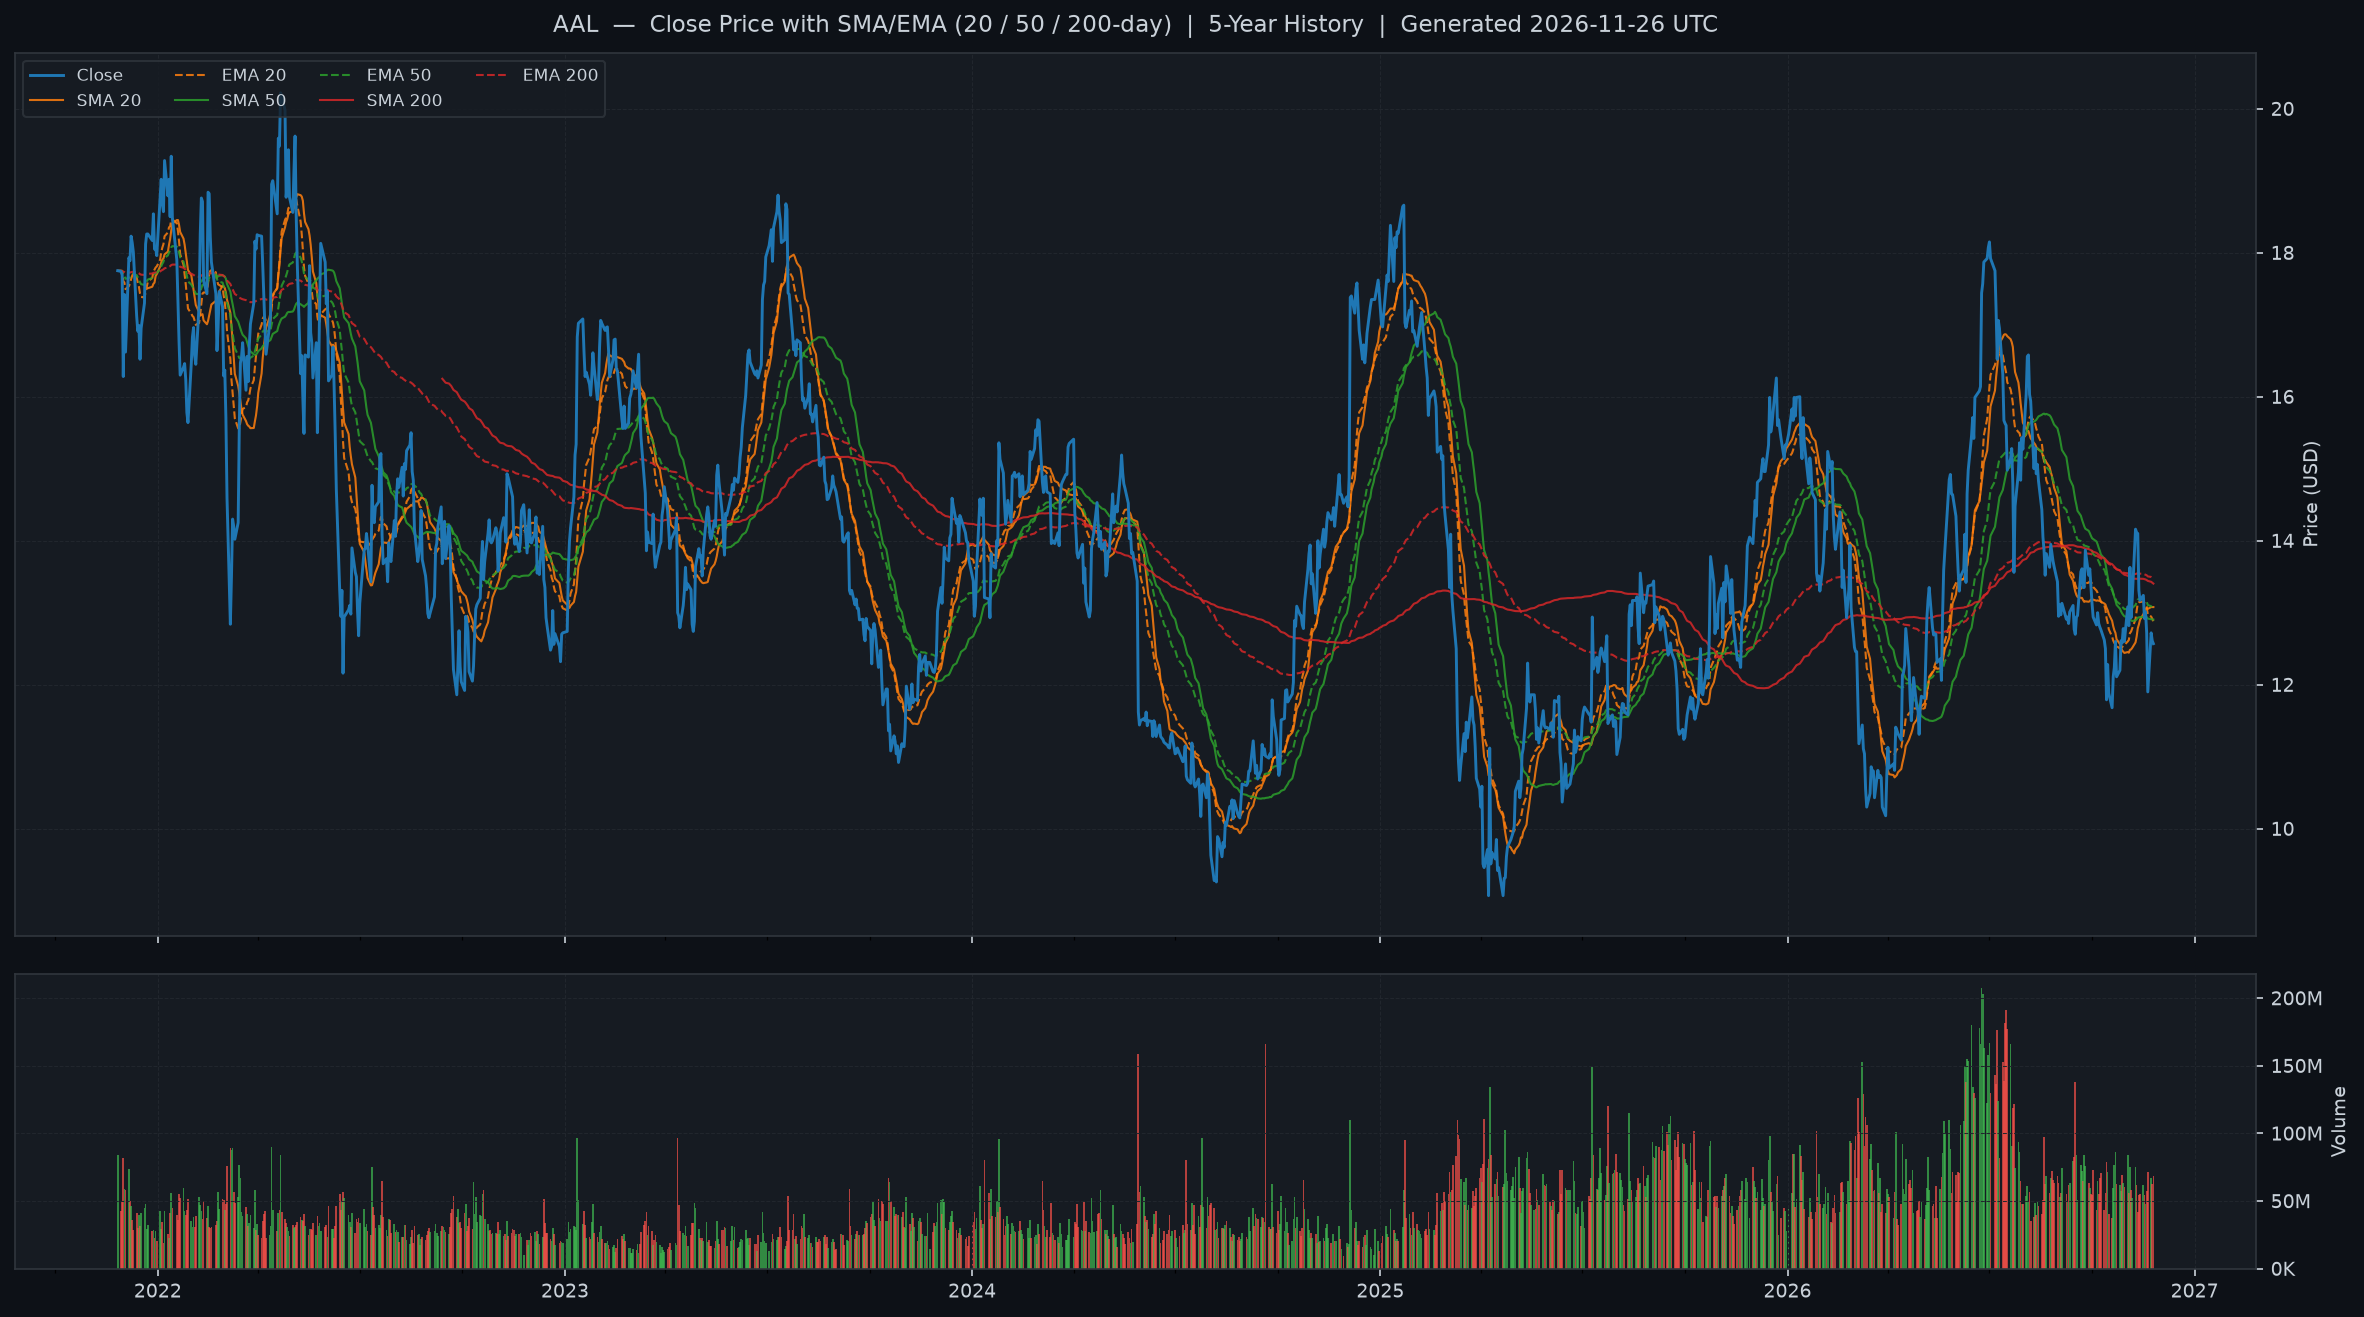 AAL — Close Price with SMA/EMA (20 / 50 / 200-day) | 5-Year History | Generated 2026-11-26 UTC
Close EMA 20 EMA 50 EMA 200
SMA 20 SMA 50 SMA 200
20
18
16
14
12
10
Price (USD)
200M
150M
100M
50M
0K
Volume
2022 2023 2024 2025 2026 2027